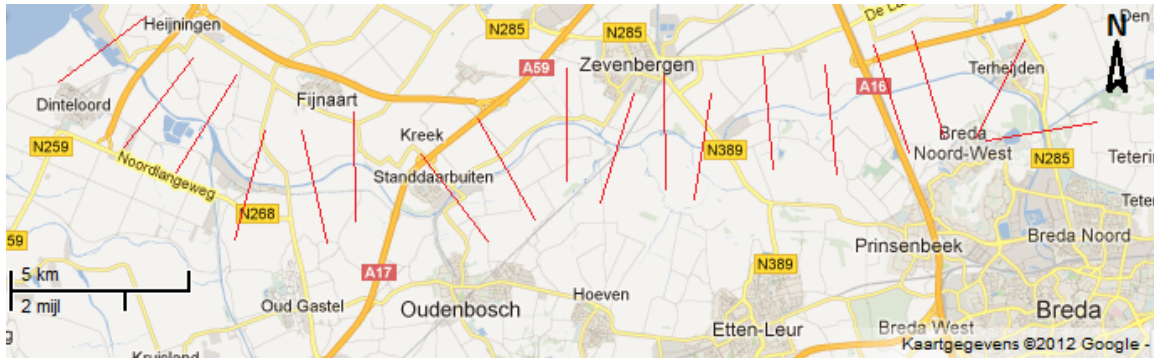 Heijningen
N285
N285
De La
N
Den
A59
Zevenbergen
Terheijden
Dinteloord
Fijnaart
A16
Kreek
Breda
Noord-West
N259
N389
N285
Noordlangeweg
Standdaarbuiten
Tetering
N268
Teter
59
Breda Noord
Prinsenbeek
5 km
A17
N389
2 mijl
Oud Gastel
Oudenbosch
Hoeven
Breda
Etten-Leur
Breda West
Kaartgegevens ©2012 Google -
Kruisland